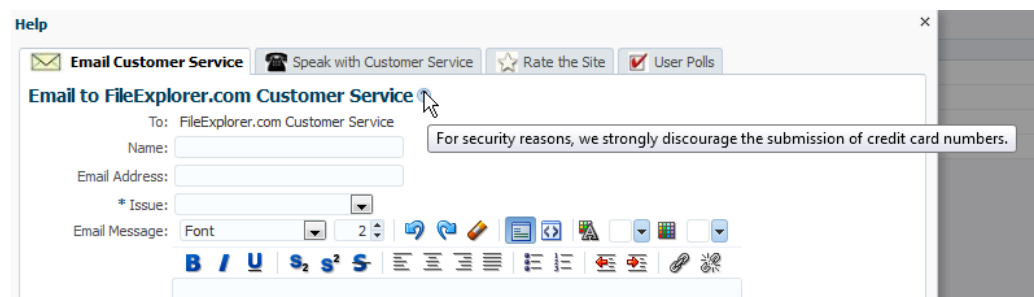 Help
Email Customer Service Speak with Customer Service Rate the Site User Polls
Email to FileExplorer.com Customer Service
To: FileExplorer.com Customer Service
For security reasons, we strongly discourage the submission of credit card numbers.
Name:
Email Address:
* Issue:
Email Message: Font 2
B I U S2 S² S